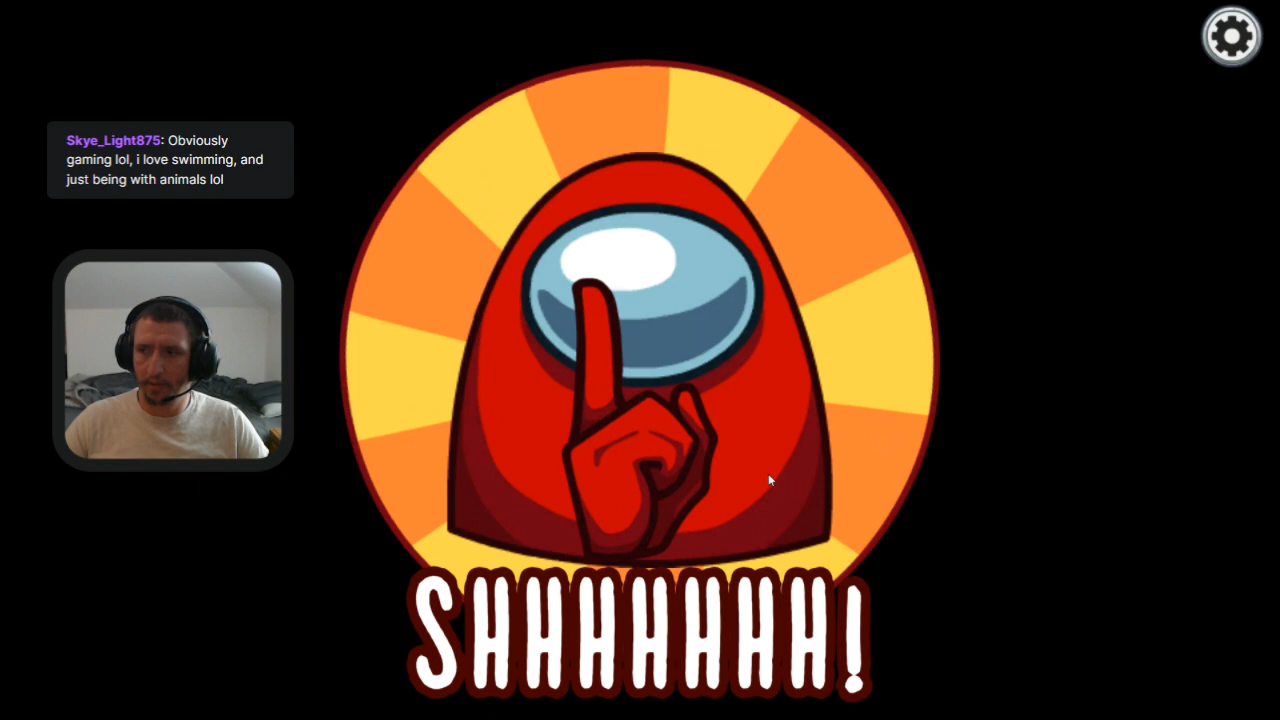 Skye_Light875: Obviously
gaming lol, i love swimming, and
just being with animals lol
SHHHHHHH!